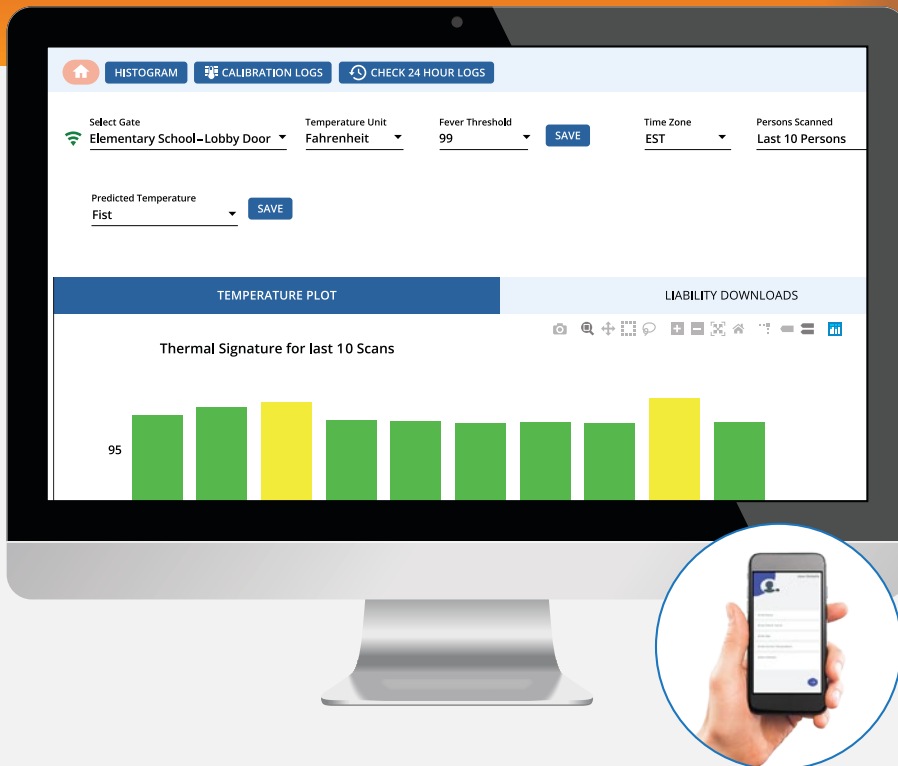 HISTOGRAM CALIBRATION LOGS CHECK 24 HOUR LOGS
Select Gate Temperature Unit Fever Threshold Time Zone Persons Scanned
Elementary School–Lobby Door Fahrenheit 99 SAVE EST Last 10 Persons
Predicted Temperature
Fist SAVE
TEMPERATURE PLOT LIABILITY DOWNLOADS
Thermal Signature for last 10 Scans
95